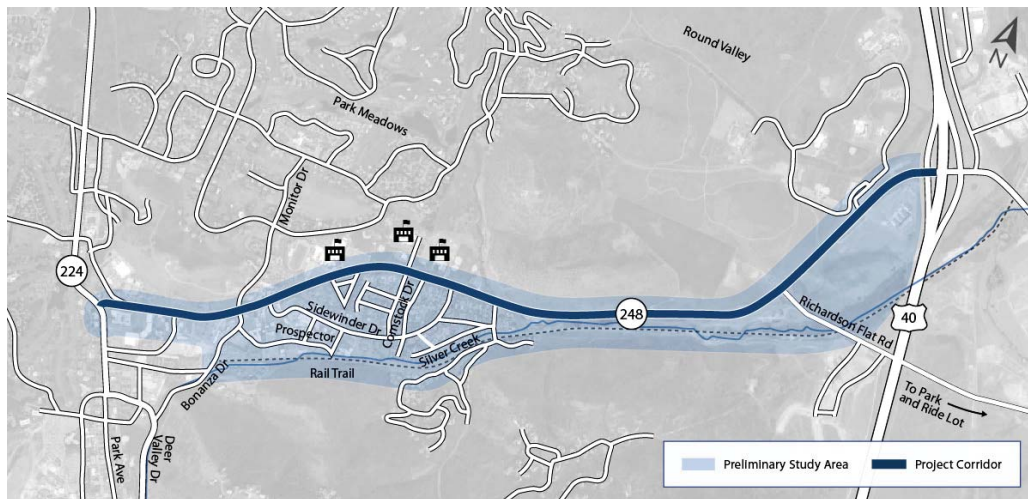 Round Valley
N
Park Meadows
Monitor Dr
224
Sidewinder Dr
Comstock Dr
248
Prospector
Silver Creek
Richardson Flat Rd
40
Bonanza Dr
Rail Trail
To Park
and Ride Lot
Park Ave
Deer
Valley Dr
Preliminary Study Area
Project Corridor